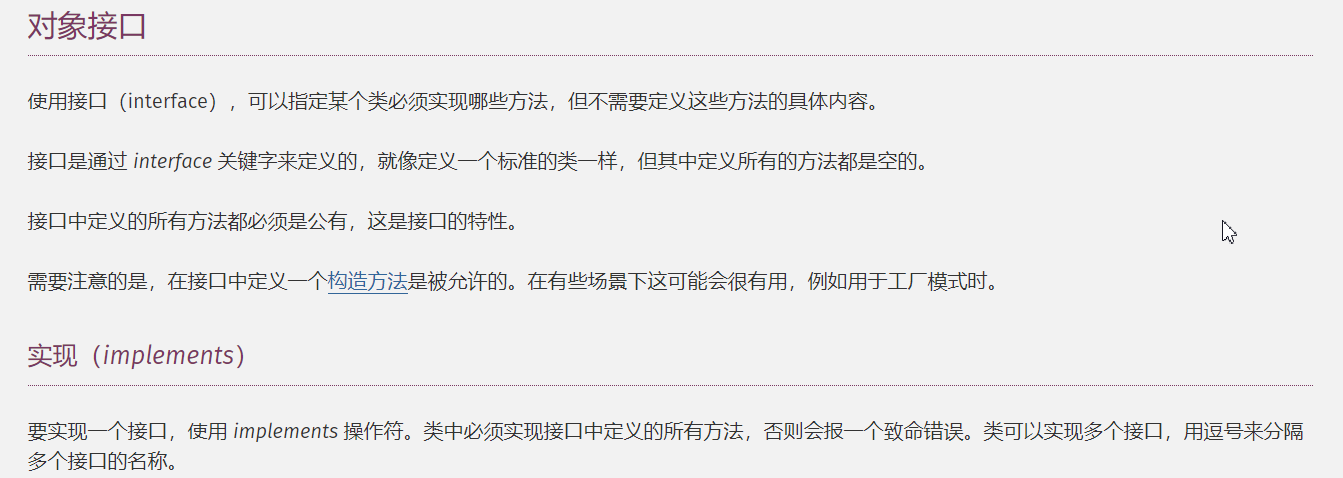 对象接口
使用接口（interface），可以指定某个类必须实现哪些方法，但不需要定义这些方法的具体内容。
接口是通过 interface 关键字来定义的，就像定义一个标准的类一样，但其中定义所有的方法都是空的。
接口中定义的所有方法都必须是公有，这是接口的特性。
需要注意的是，在接口中定义一个构造方法是被允许的。在有些场景下这可能会很有用，例如用于工厂模式时。
实现（implements）
要实现一个接口，使用 implements 操作符。类中必须实现接口中定义的所有方法，否则会报一个致命错误。类可以实现多个接口，用逗号来分隔
多个接口的名称。